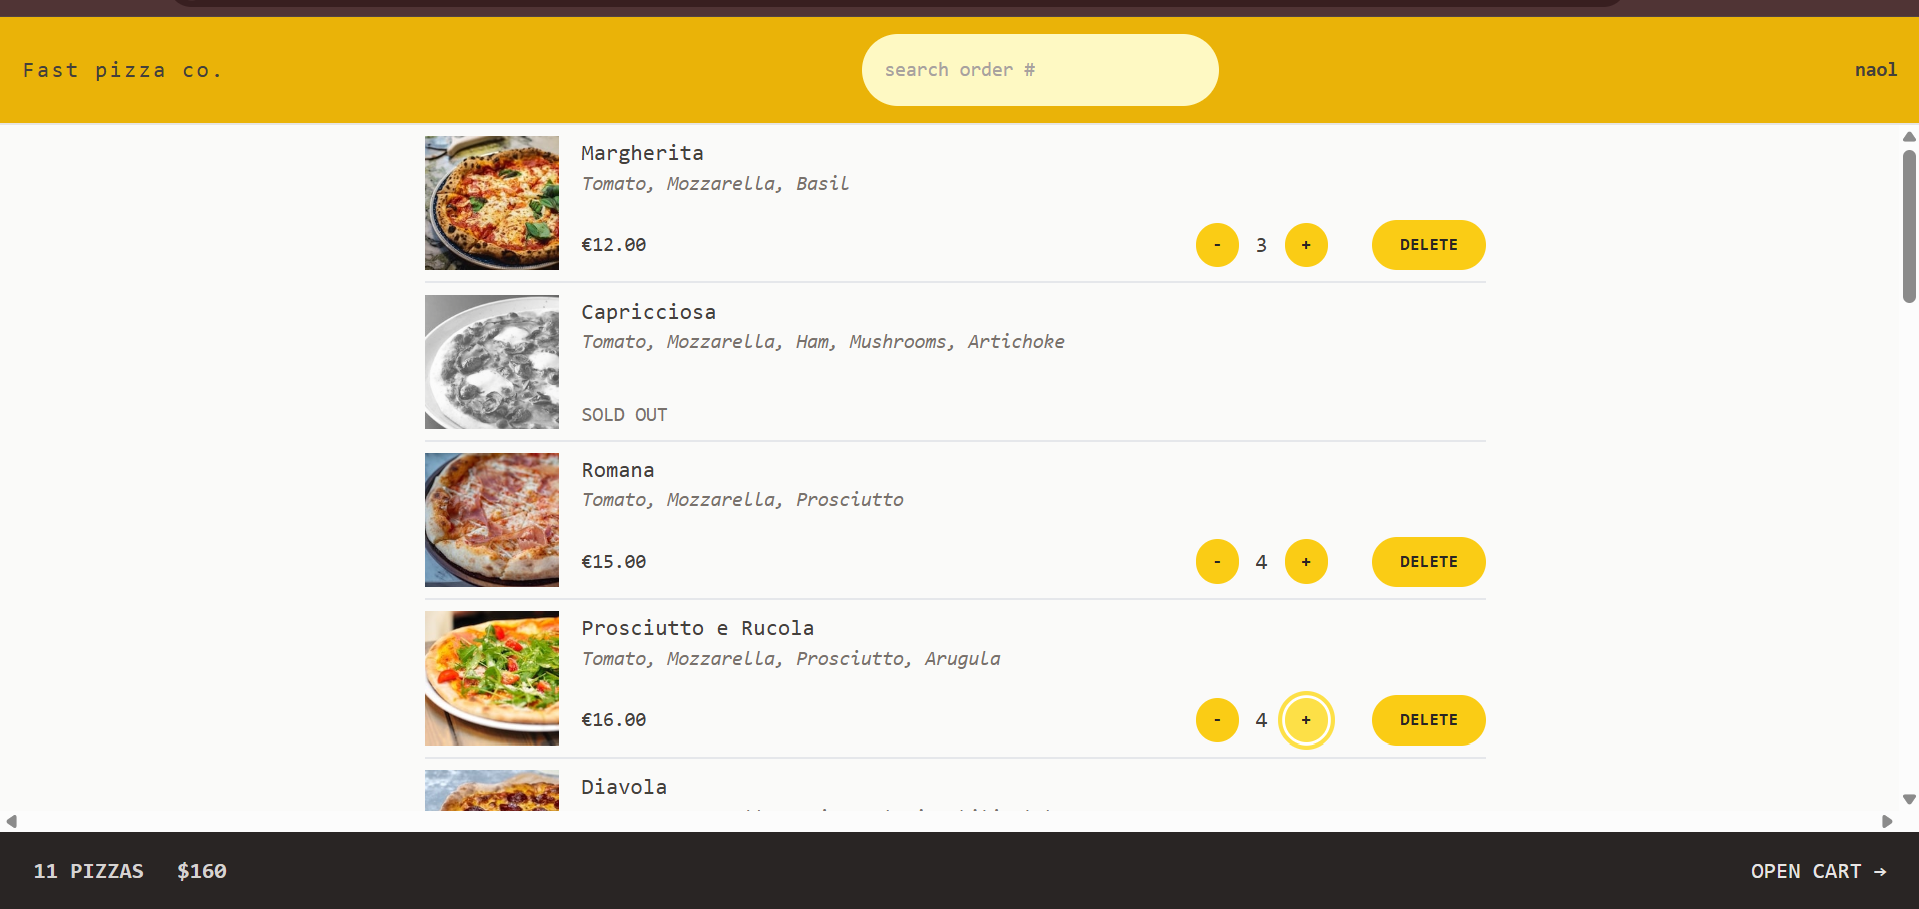 Fast pizza co.
search order #
naol
Margherita
Tomato, Mozzarella, Basil
€12.00
- 3 + DELETE
Capricciosa
Tomato, Mozzarella, Ham, Mushrooms, Artichoke
SOLD OUT
Romana
Tomato, Mozzarella, Prosciutto
€15.00
- 4 + DELETE
Prosciutto e Rucola
Tomato, Mozzarella, Prosciutto, Arugula
€16.00
- 4 + DELETE
Diavola
11 PIZZAS $160
OPEN CART →